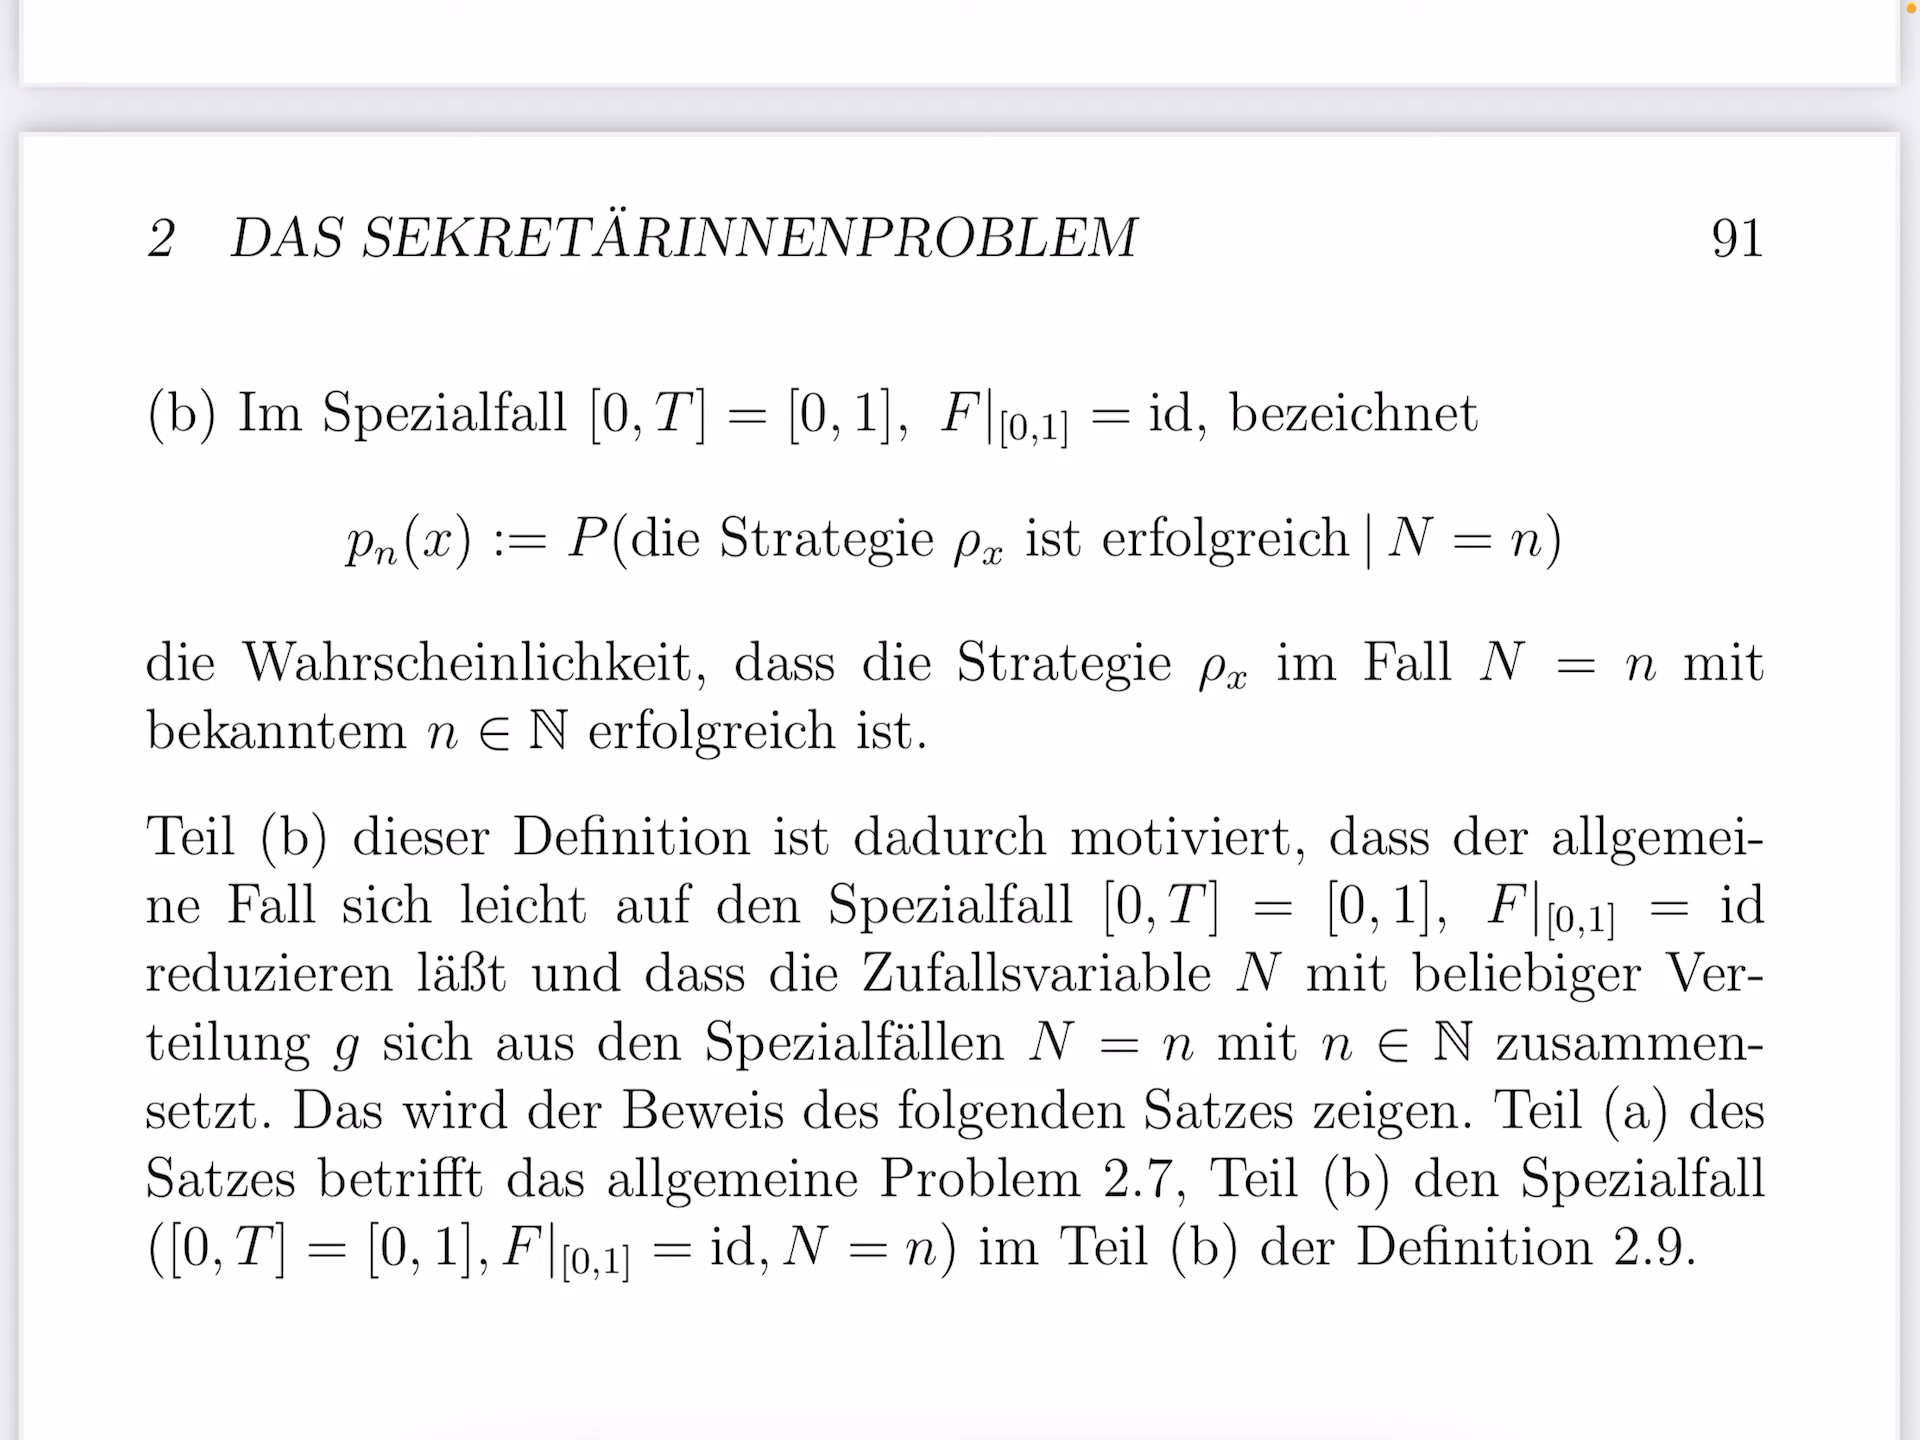 2 DAS SEKRETÄRINNENPROBLEM 91
(b) Im Spezialfall [0, T] = [0, 1], F|[0,1] = id, bezeichnet
pn(x) := P(die Strategie ρx ist erfolgreich | N = n)
die Wahrscheinlichkeit, dass die Strategie ρx im Fall N = n mit
bekanntem n ∈ ℕ erfolgreich ist.
Teil (b) dieser Definition ist dadurch motiviert, dass der allgemei-
ne Fall sich leicht auf den Spezialfall [0, T] = [0, 1], F|[0,1] = id
reduzieren läßt und dass die Zufallsvariable N mit beliebiger Ver-
teilung g sich aus den Spezialfällen N = n mit n ∈ ℕ zusammen-
setzt. Das wird der Beweis des folgenden Satzes zeigen. Teil (a) des
Satzes betrifft das allgemeine Problem 2.7, Teil (b) den Spezialfall
([0, T] = [0, 1], F|[0,1] = id, N = n) im Teil (b) der Definition 2.9.